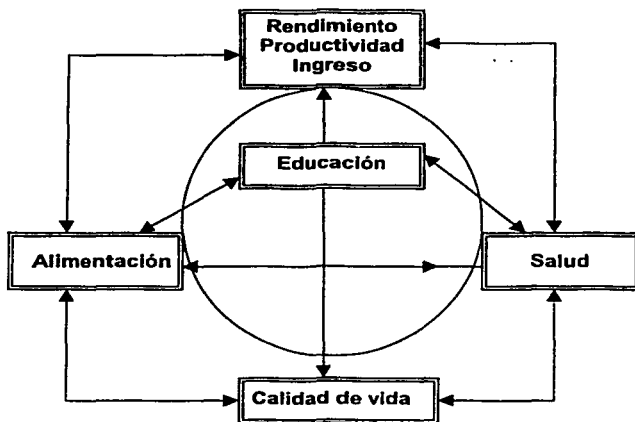 Rendimiento
Productividad
Ingreso
Educación
Alimentación
Salud
Calidad de vida